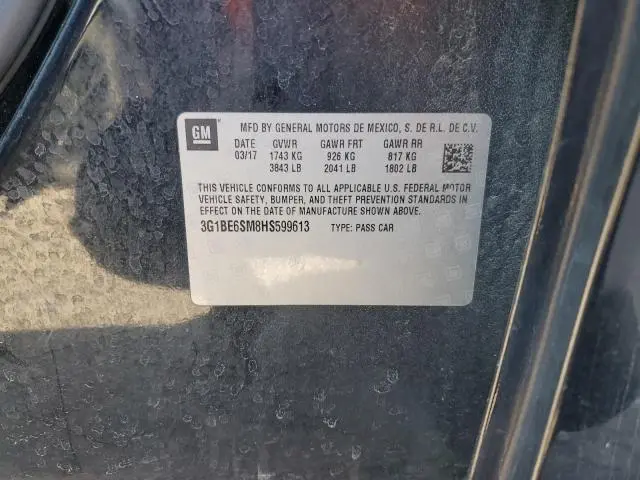 GM
MFD BY GENERAL MOTORS DE MEXICO, S. DE R.L. DE C.V.
DATE GVWR GAWR FRT GAWR RR
03/17 1743 KG 926 KG 817 KG
3843 LB 2041 LB 1802 LB
THIS VEHICLE CONFORMS TO ALL APPLICABLE U.S. FEDERAL MOTOR
VEHICLE SAFETY, BUMPER, AND THEFT PREVENTION STANDARDS IN
EFFECT ON THE DATE OF MANUFACTURE SHOWN ABOVE.
3G1BE6SM8HS599613 TYPE: PASS CAR